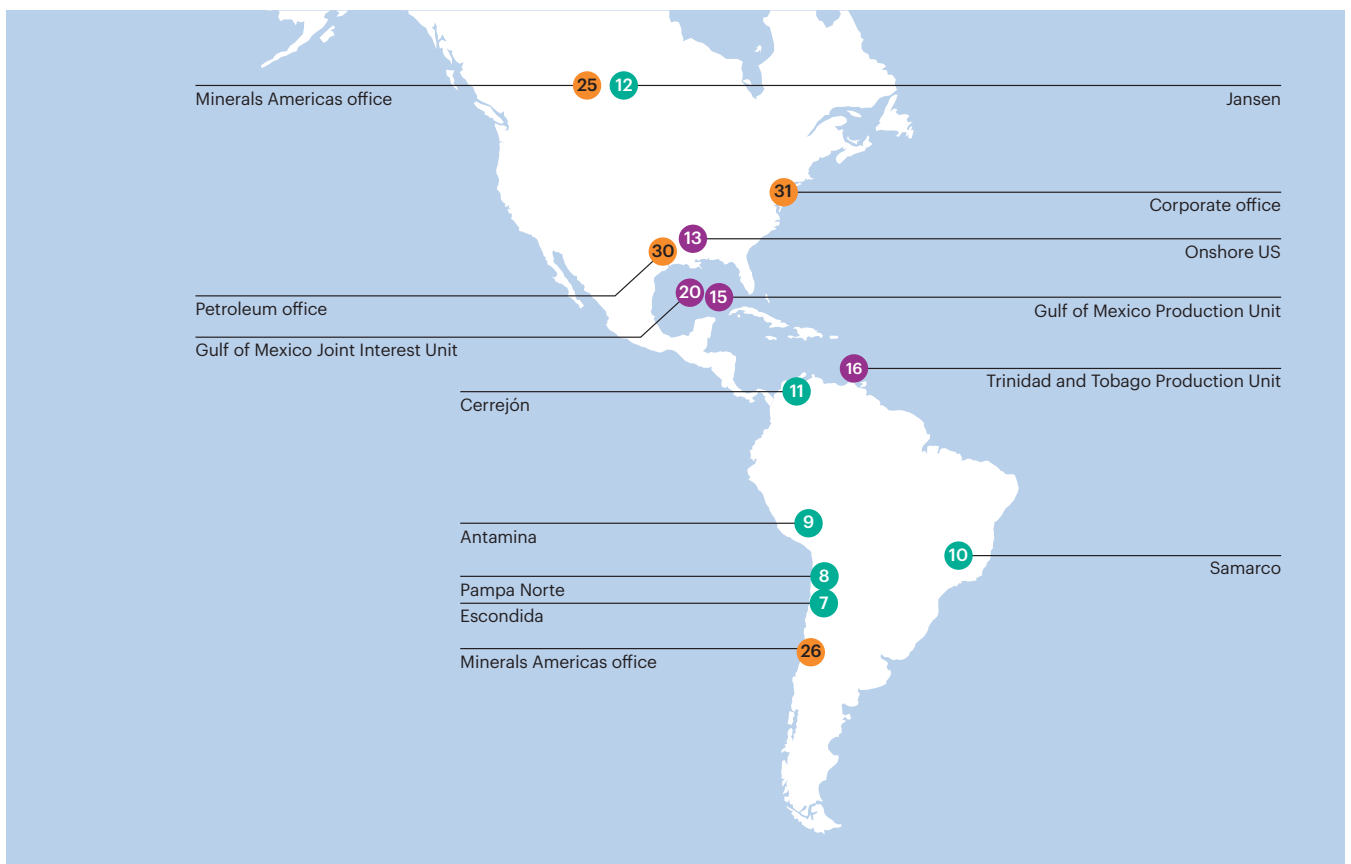 25
12
Minerals Americas office
Jansen
31
Corporate office
13
Onshore US
30
Petroleum office
20
15
Gulf of Mexico Production Unit
Gulf of Mexico Joint Interest Unit
16
Trinidad and Tobago Production Unit
11
Cerrejón
9
Antamina
10
Samarco
8
Pampa Norte
7
Escondida
26
Minerals Americas office